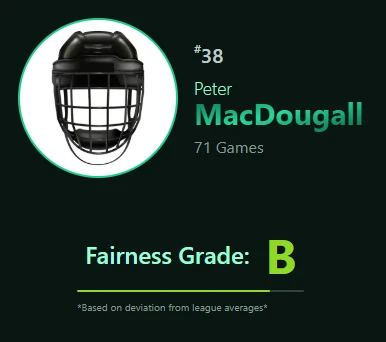 #38
Peter
MacDougall
71 Games
Fairness Grade: B
*Based on deviation from league averages*